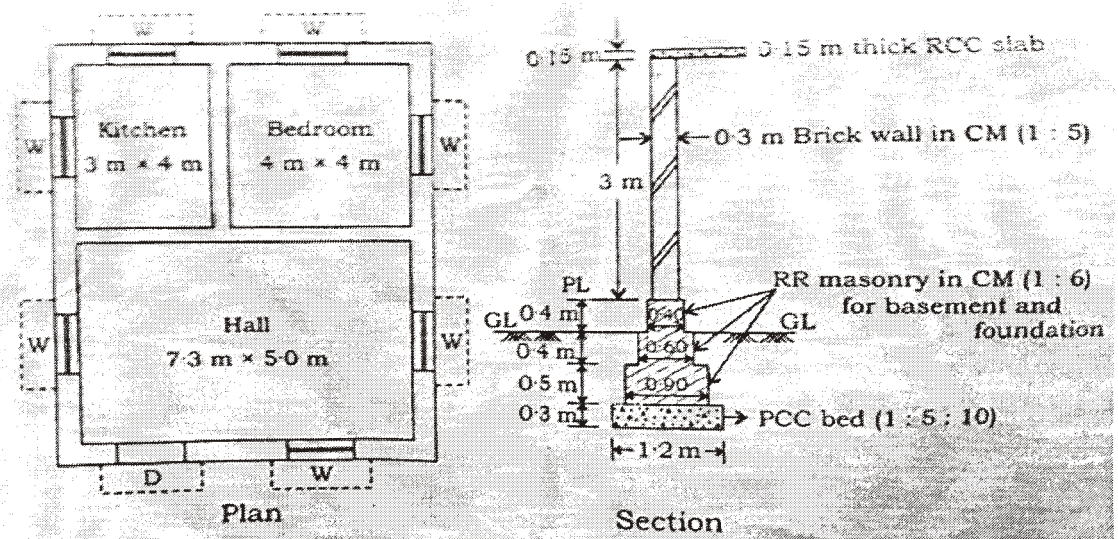 W
W
Kitchen
3 m × 4 m
Bedroom
4 m × 4 m
W
W
Hall
7·3 m × 5·0 m
W
W
D
W
Plan
0·15 m
0·15 m thick RCC slab
0·3 m Brick wall in CM (1 : 5)
3 m
RR masonry in CM (1 : 6)
for basement and
foundation
PL
0·4 m
0·40
GL
GL
0·4 m
0·60
0·5 m
0·90
0·3 m
PCC bed (1 : 5 : 10)
1·2 m
Section